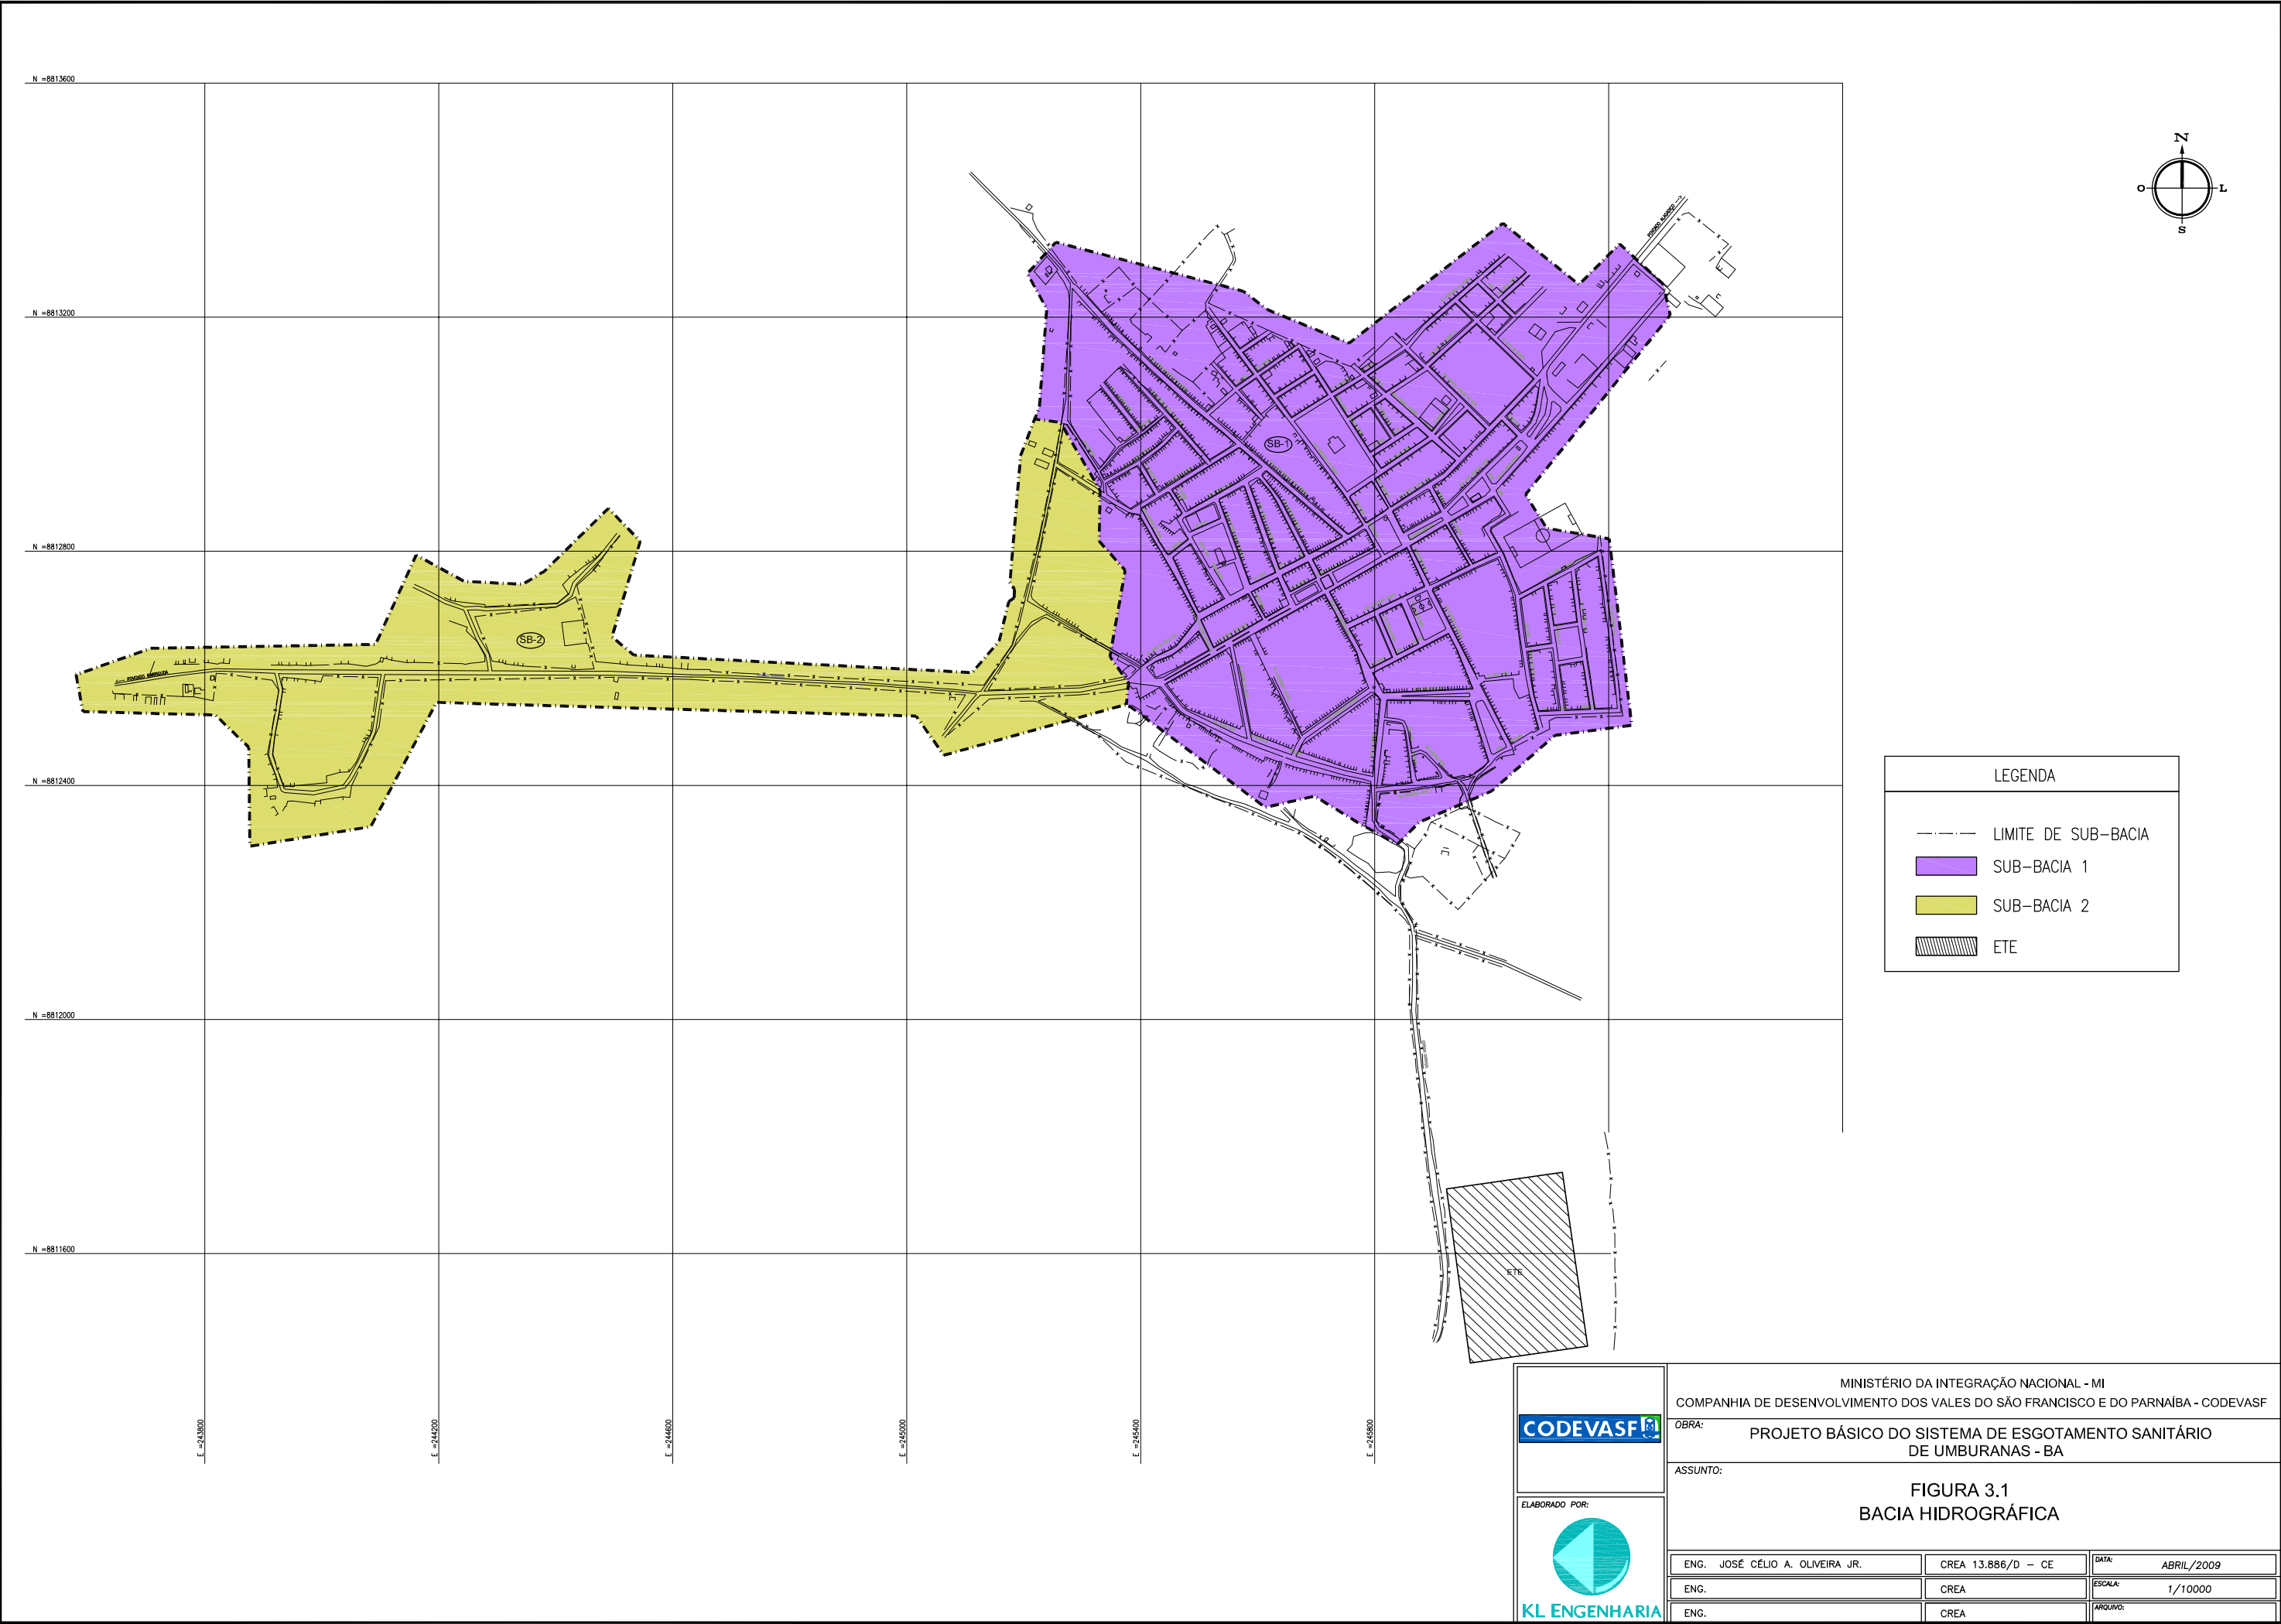 N =8813600
N
O
L
S
N =8813200
SB-1
N =8812800
SB-2
N =8812400
LEGENDA
LIMITE DE SUB-BACIA
SUB-BACIA 1
SUB-BACIA 2
ETE
N =8812000
N =8811600
ETE
E =243800
E =244200
E =244600
E =245000
E =245400
E =245800
CODEVASF
MINISTÉRIO DA INTEGRAÇÃO NACIONAL - MI
COMPANHIA DE DESENVOLVIMENTO DOS VALES DO SÃO FRANCISCO E DO PARNAÍBA - CODEVASF
OBRA:
PROJETO BÁSICO DO SISTEMA DE ESGOTAMENTO SANITÁRIO
DE UMBURANAS - BA
ASSUNTO:
FIGURA 3.1
BACIA HIDROGRÁFICA
ELABORADO POR:
KL ENGENHARIA
ENG. JOSÉ CÉLIO A. OLIVEIRA JR.
CREA 13.886/D - CE
DATA:
ABRIL/2009
ENG.
CREA
ESCALA:
1/10000
ENG.
CREA
ARQUIVO: